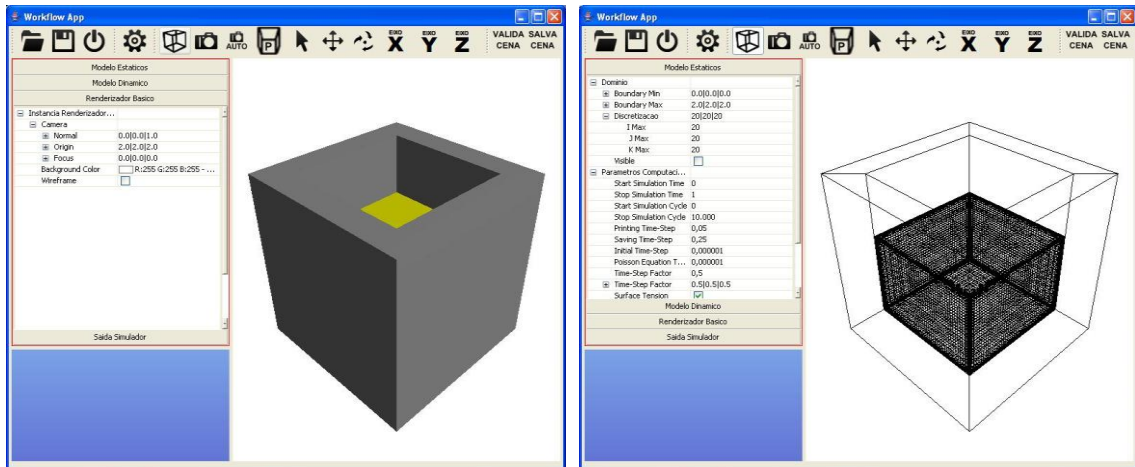 Workflow App
AUTO P EIXO X EIXO Y EIXO Z VALIDA CENA SALVA CENA
Modelo Estaticos
Modelo Dinamico
Renderizador Basico
Instancia Renderizador...
Camera
Normal 0.0|0.0|1.0
Origin 2.0|2.0|2.0
Focus 0.0|0.0|0.0
Background Color R:255 G:255 B:255 - ...
Wireframe
Saida Simulador
Workflow App
AUTO P EIXO X EIXO Y EIXO Z VALIDA CENA SALVA CENA
Modelo Estaticos
Dominio
Boundary Min 0.0|0.0|0.0
Boundary Max 2.0|2.0|2.0
Discretizacao 20|20|20
I Max 20
J Max 20
K Max 20
Visible
Parametros Computaci...
Start Simulation Time 0
Stop Simulation Time 1
Start Simulation Cycle 0
Stop Simulation Cycle 10.000
Printing Time-Step 0,05
Saving Time-Step 0,25
Initial Time-Step 0,000001
Poisson Equation T... 0,000001
Time-Step Factor 0,5
Time-Step Factor 0.5|0.5|0.5
Surface Tension
Modelo Dinamico
Renderizador Basico
Saida Simulador